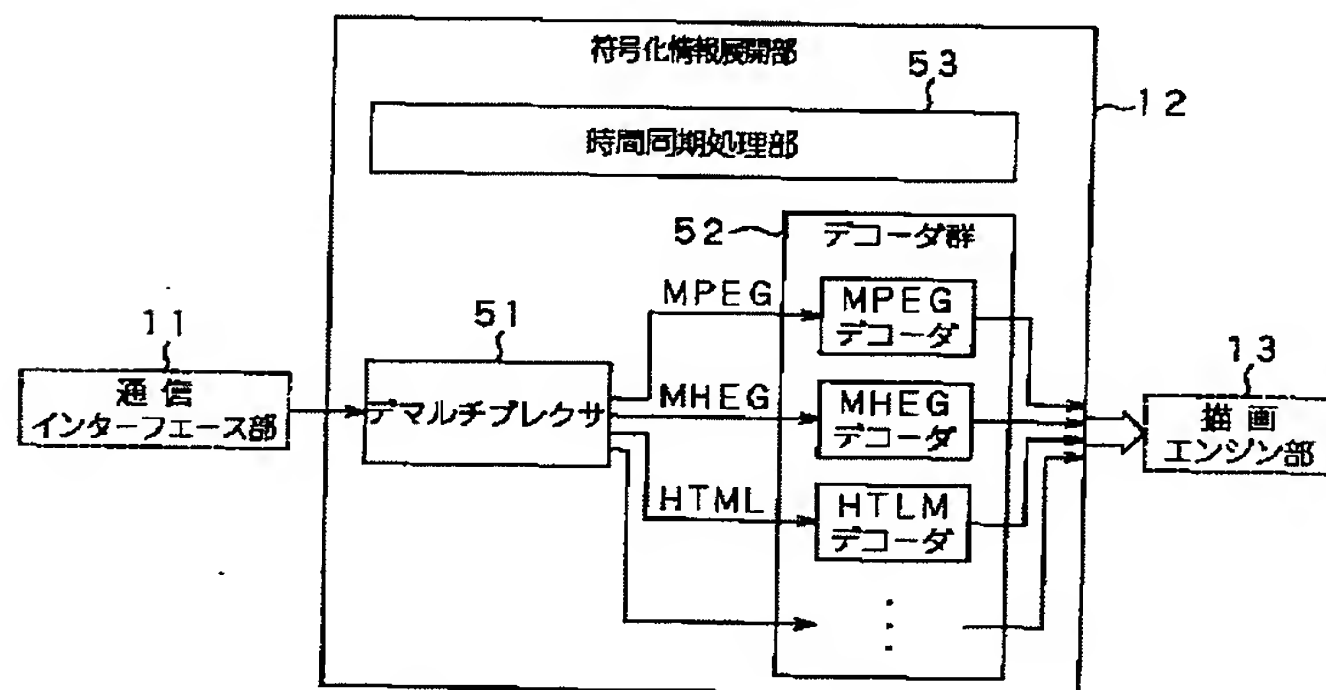 符号化情報展開部
53
12
時間同期処理部
52
デコーダ群
MPEG
MPEG
デコーダ
11
51
13
通信
インターフェース部
デマルチプレクサ
MHEG
MHEG
デコーダ
描画
エンジン部
HTML
HTLM
デコーダ